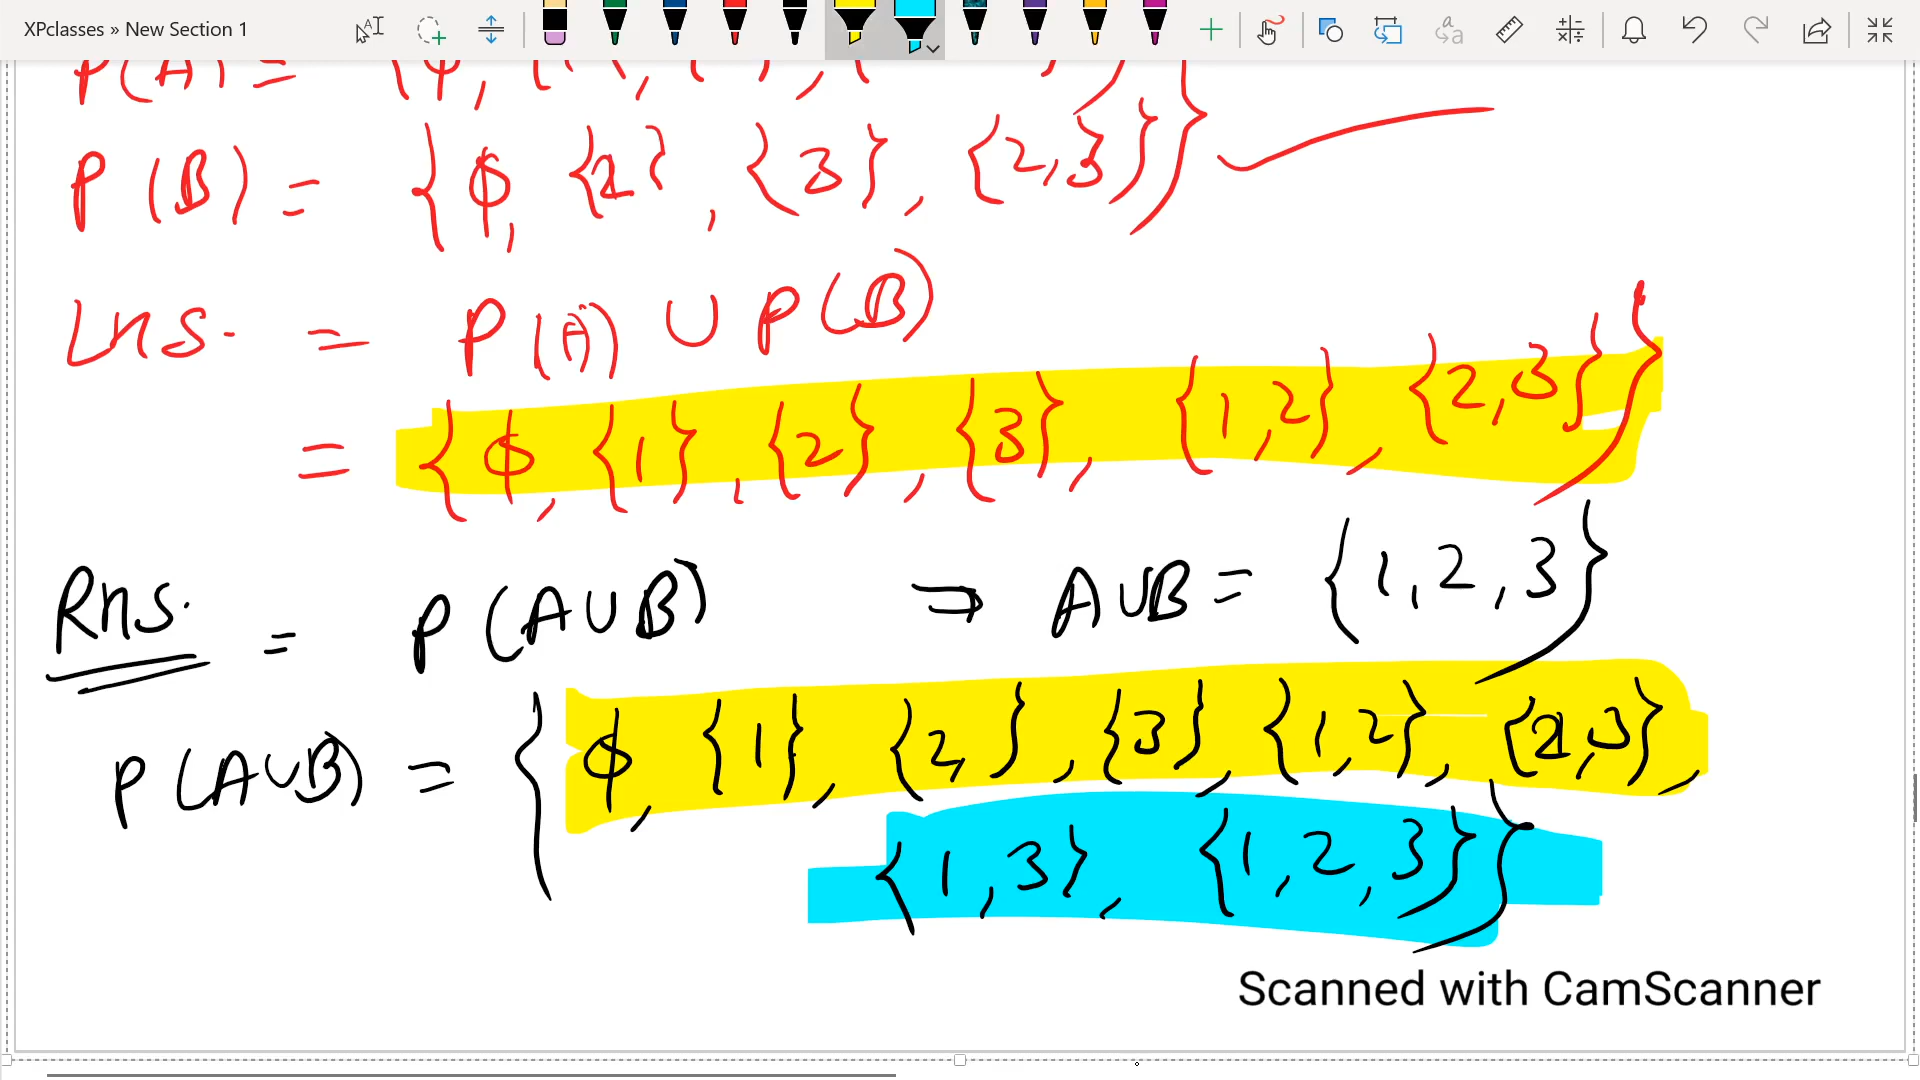 XPclasses » New Section 1
P(A) =
P(B) = {ϕ, {2}, {3}, {2,3}}
LHS. = P(A) ∪ P(B)
= {ϕ, {1}, {2}, {3}, {1,2}, {2,3}}
RHS. = P(A∪B) ⇒ A∪B = {1,2,3}
P(A∪B) = {ϕ, {1}, {2}, {3}, {1,2}, {2,3},
{1,3}, {1,2,3}}
Scanned with CamScanner